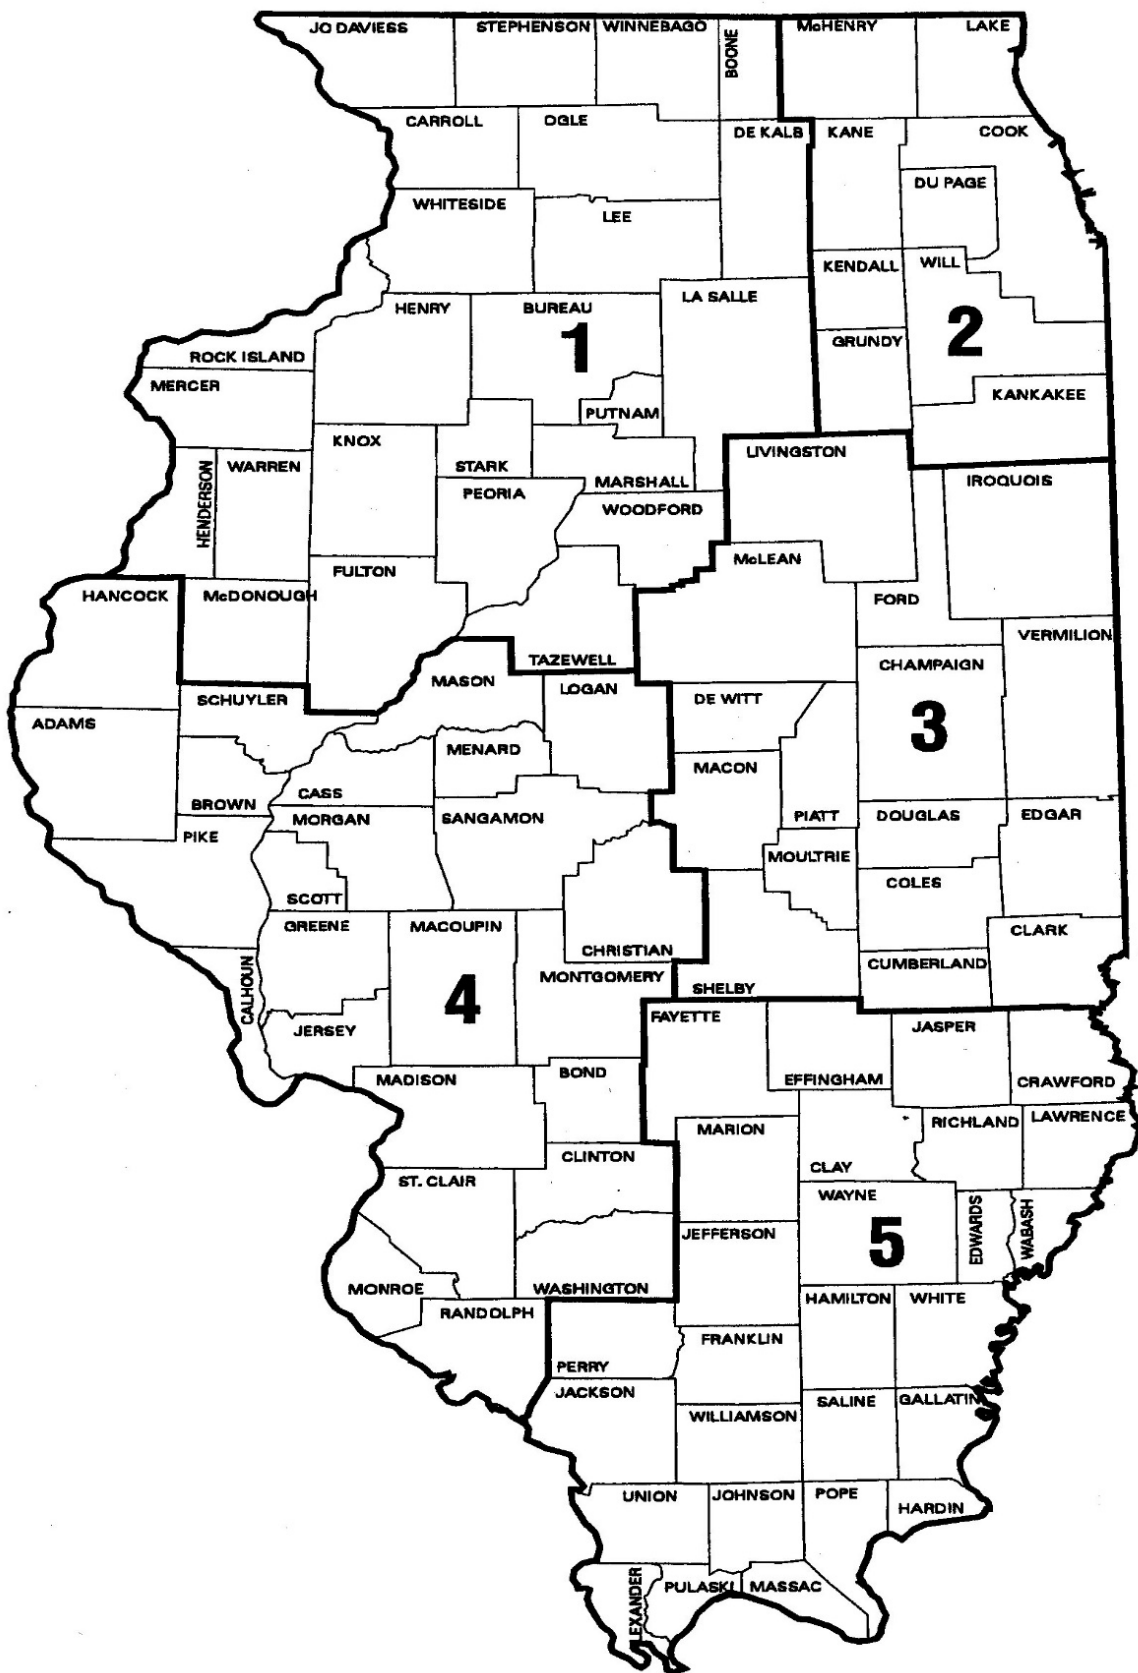 JO DAVIESS
STEPHENSON
WINNEBAGO
BOONE
McHENRY
LAKE
CARROLL
OGLE
DE KALB
KANE
COOK
DU PAGE
WHITESIDE
LEE
KENDALL
WILL
HENRY
BUREAU
LA SALLE
1
2
GRUNDY
ROCK ISLAND
MERCER
PUTNAM
KANKAKEE
KNOX
LIVINGSTON
HENDERSON
WARREN
STARK
MARSHALL
IROQUOIS
PEORIA
WOODFORD
McLEAN
FULTON
HANCOCK
McDONOUGH
FORD
VERMILION
TAZEWELL
CHAMPAIGN
MASON
LOGAN
SCHUYLER
DE WITT
ADAMS
3
MENARD
MACON
CASS
BROWN
MORGAN
SANGAMON
PIATT
DOUGLAS
EDGAR
PIKE
MOULTRIE
COLES
SCOTT
GREENE
MACOUPIN
CLARK
CHRISTIAN
CUMBERLAND
CALHOUN
MONTGOMERY
SHELBY
4
JERSEY
FAYETTE
JASPER
MADISON
BOND
EFFINGHAM
CRAWFORD
MARION
RICHLAND
LAWRENCE
CLINTON
CLAY
ST. CLAIR
WAYNE
EDWARDS
WABASH
JEFFERSON
5
MONROE
WASHINGTON
HAMILTON
WHITE
RANDOLPH
FRANKLIN
PERRY
JACKSON
SALINE
GALLATIN
WILLIAMSON
UNION
JOHNSON
POPE
HARDIN
LEXANDER
PULASKI
MASSAC